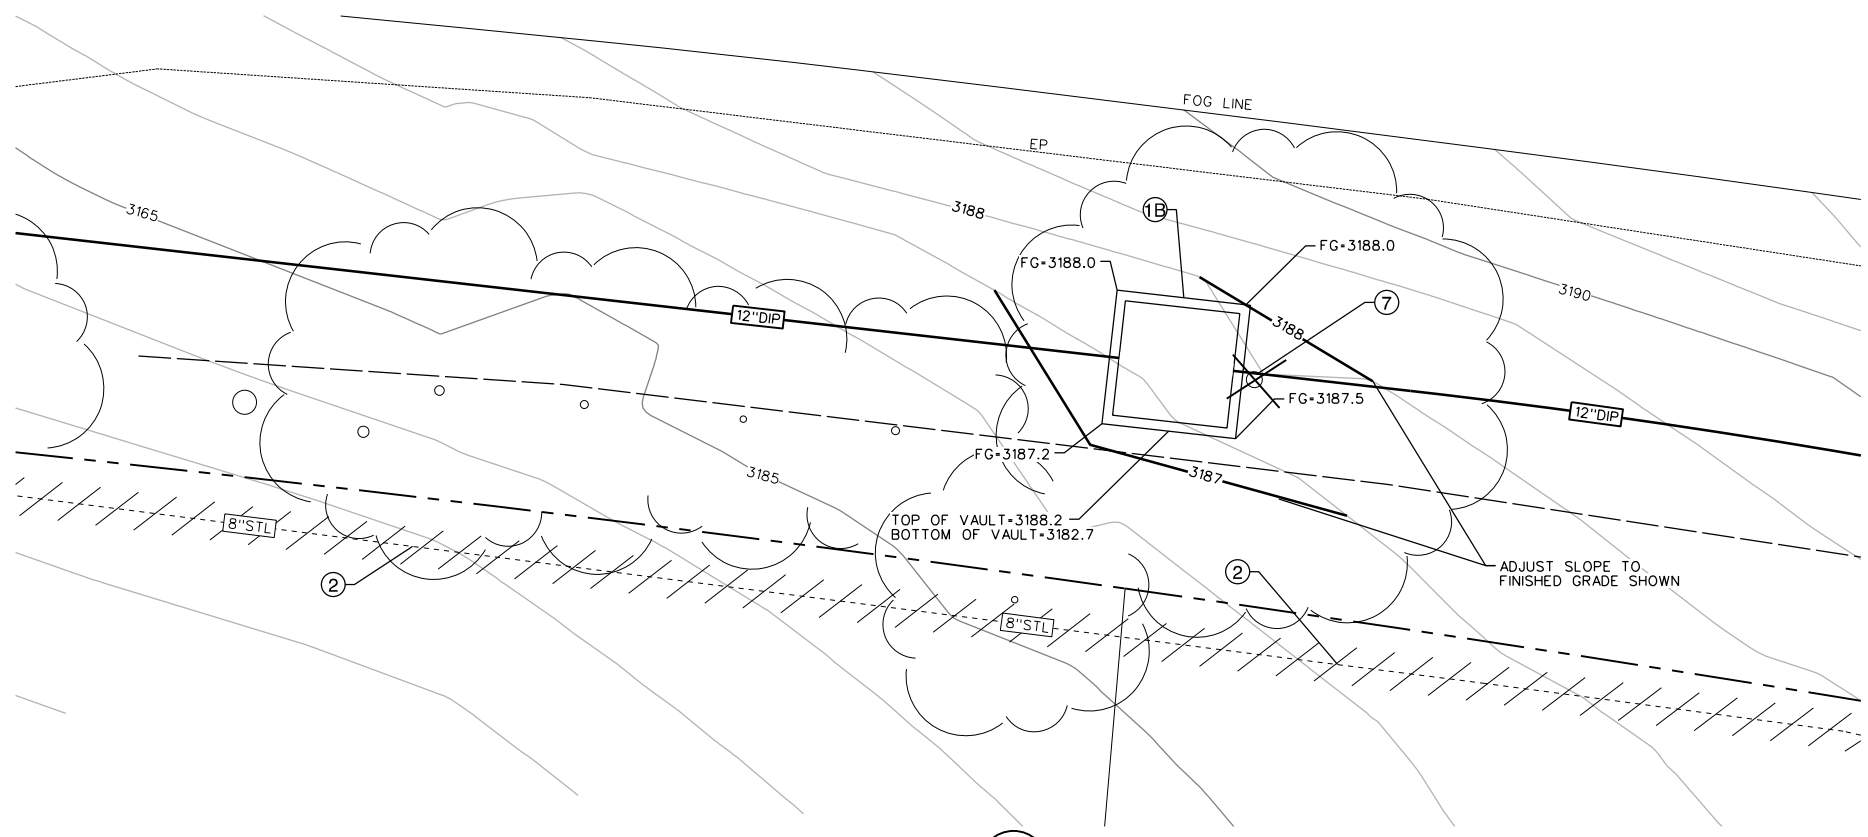 FOG LINE
EP
3165
3188
1B
FG=3188.0
FG=3188.0
3190
7
3188
12"DIP
FG=3187.5
12"DIP
FG=3187.2
3185
3187
8"STL
TOP OF VAULT=3188.2
BOTTOM OF VAULT=3182.7
2
2
ADJUST SLOPE TO
FINISHED GRADE SHOWN
8"STL